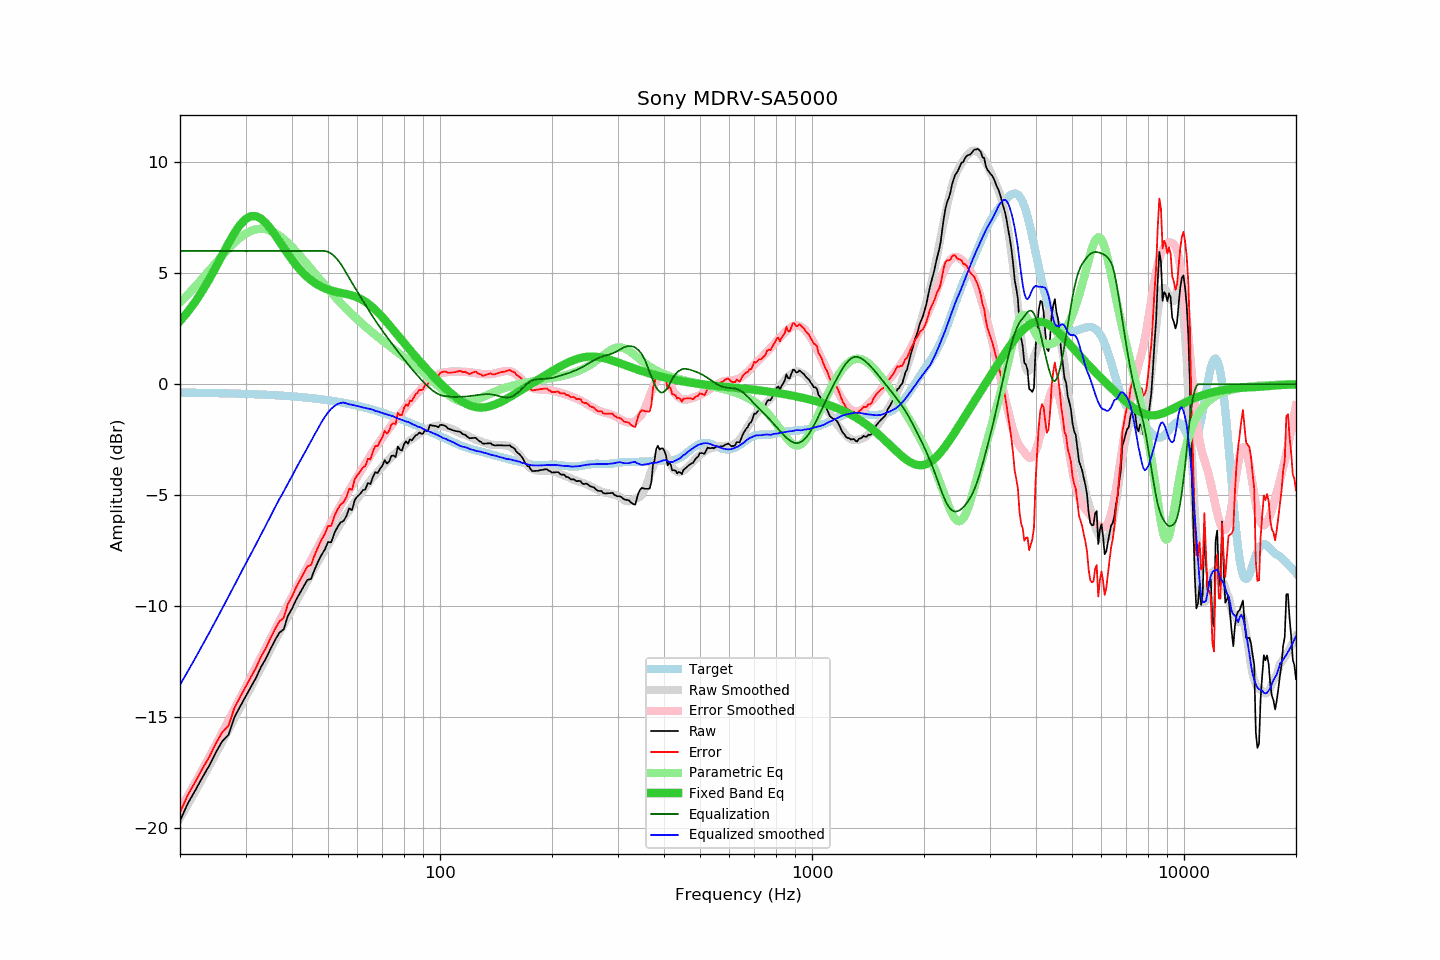 Sony MDRV-SA5000
Amplitude (dBr)
10
5
0
−5
−10
−15
−20
Target
Raw Smoothed
Error Smoothed
Raw
Error
Parametric Eq
Fixed Band Eq
Equalization
Equalized smoothed
100 1000 10000
Frequency (Hz)